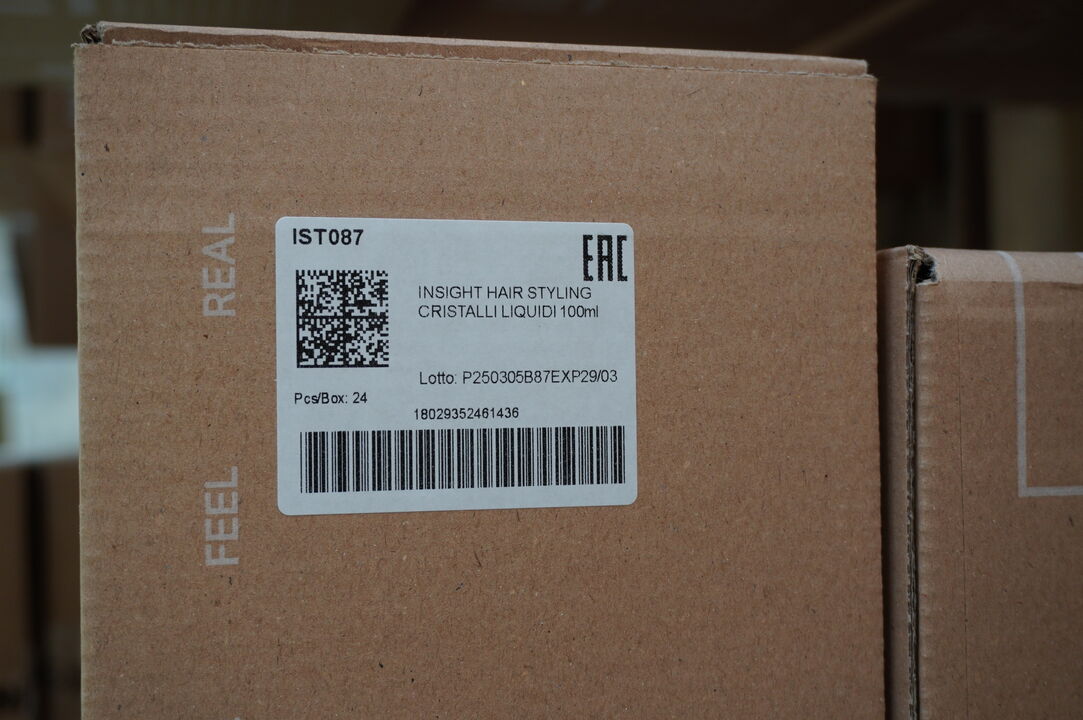 IST087
EAC
INSIGHT HAIR STYLING
CRISTALLI LIQUIDI 100ml
Lotto: P250305B87EXP29/03
Pcs/Box: 24
18029352461436
REAL
FEEL